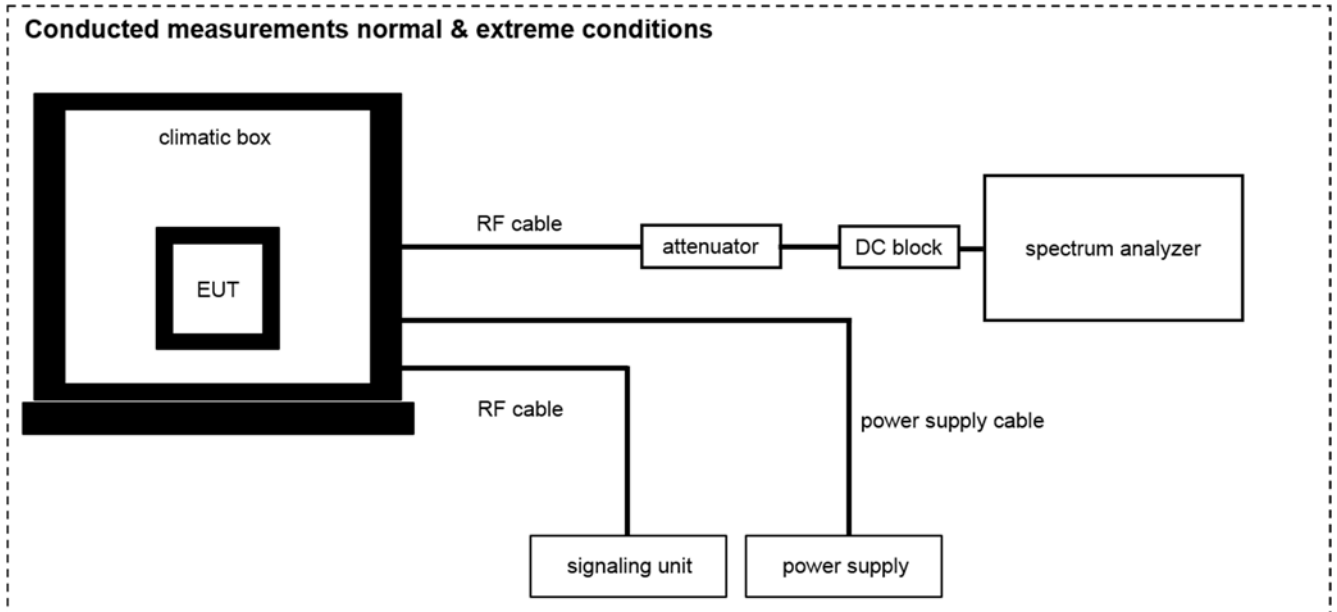 Conducted measurements normal & extreme conditions
climatic box
RF cable
attenuator
DC block
spectrum analyzer
EUT
RF cable
power supply cable
signaling unit
power supply